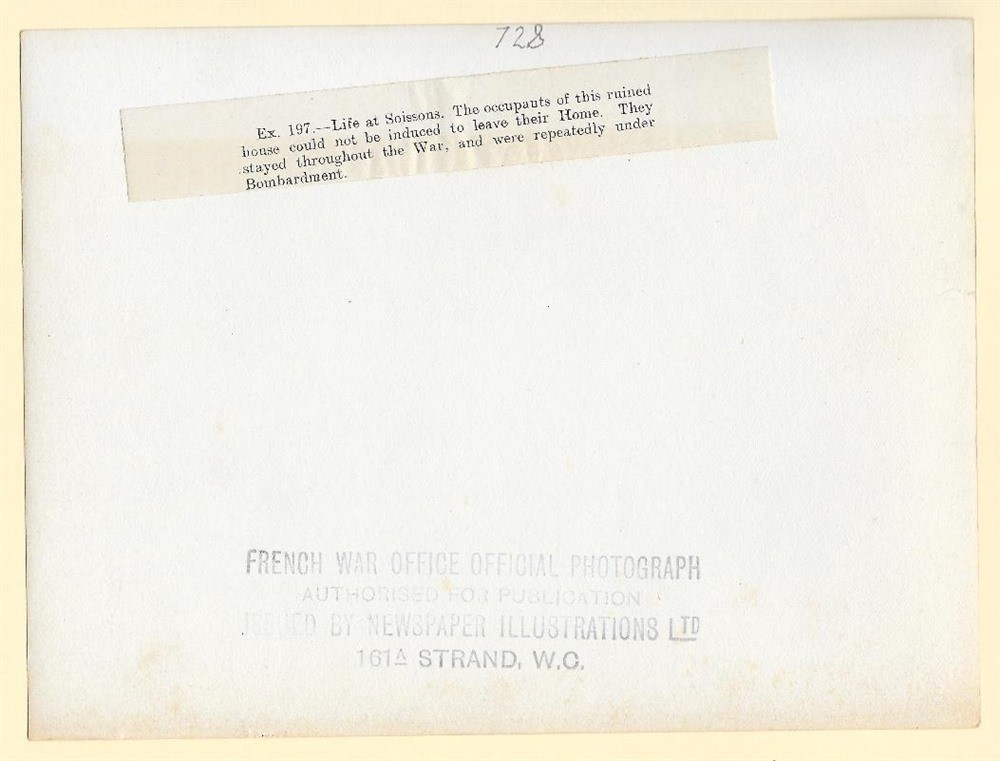 728
Ex. 197.—Life at Soissons. The occupants of this ruined
house could not be induced to leave their Home. They
stayed throughout the War, and were repeatedly under
Bombardment.
FRENCH WAR OFFICE OFFICIAL PHOTOGRAPH
AUTHORISED FOR PUBLICATION
ISSUED BY NEWSPAPER ILLUSTRATIONS LTD
161A STRAND, W.C.